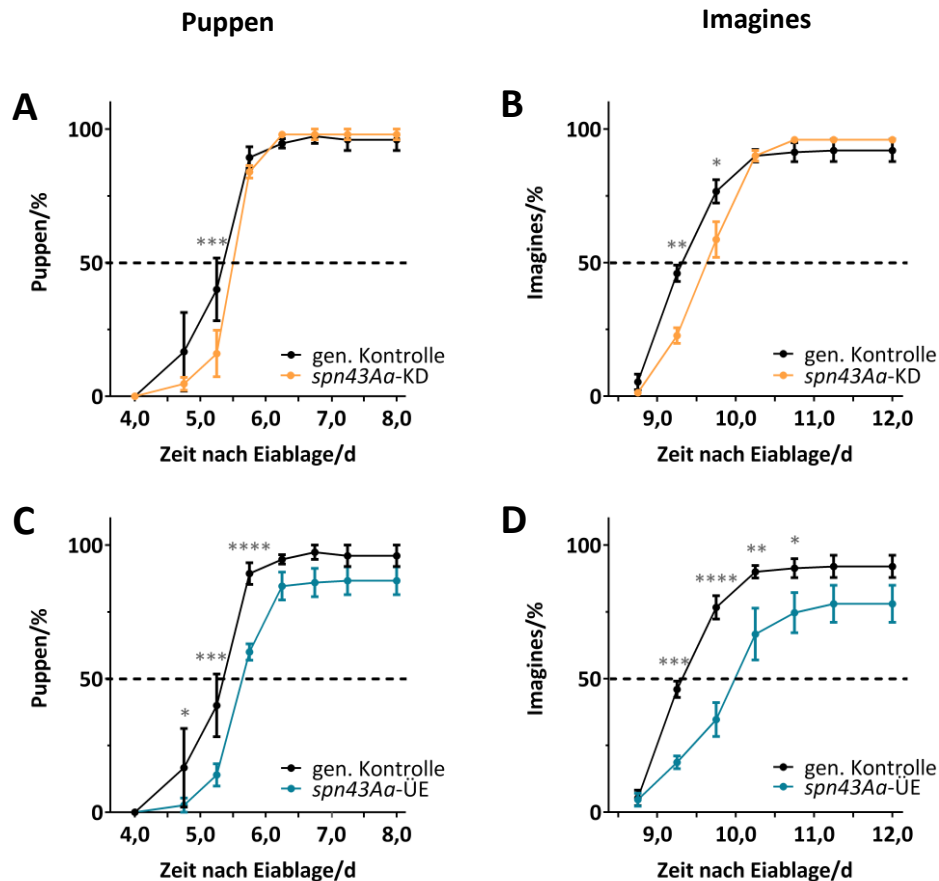 Puppen
Imagines
A
B
100
50
0
Puppen/%
***
gen. Kontrolle
spn43Aa-KD
4,0 5,0 6,0 7,0 8,0
Zeit nach Eiablage/d
100
50
0
Imagines/%
**
*
gen. Kontrolle
spn43Aa-KD
9,0 10,0 11,0 12,0
Zeit nach Eiablage/d
C
D
100
50
0
Puppen/%
*
***
****
gen. Kontrolle
spn43Aa-ÜE
4,0 5,0 6,0 7,0 8,0
Zeit nach Eiablage/d
100
50
0
Imagines/%
***
****
**
*
gen. Kontrolle
spn43Aa-ÜE
9,0 10,0 11,0 12,0
Zeit nach Eiablage/d